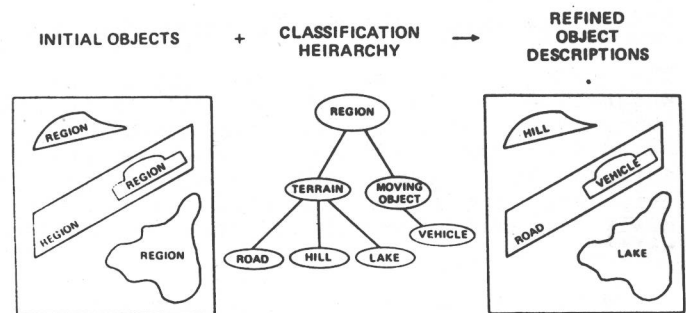 INITIAL OBJECTS
+
CLASSIFICATION
HEIRARCHY
→
REFINED
OBJECT
DESCRIPTIONS
REGION
REGION
REGION
REGION
REGION
TERRAIN
MOVING
OBJECT
VEHICLE
ROAD
HILL
LAKE
HILL
VEHICLE
ROAD
LAKE